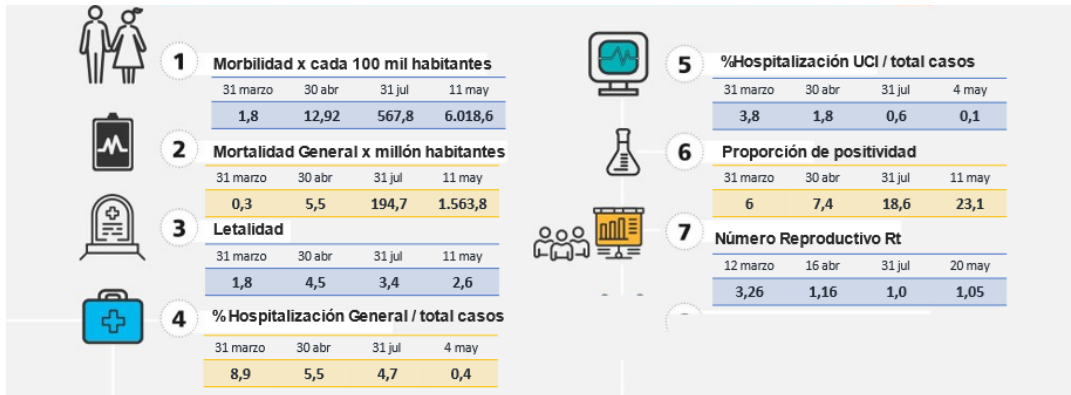 1 Morbilidad x cada 100 mil habitantes
31 marzo 30 abr 31 jul 11 may
1,8 12,92 567,8 6.018,6
2 Mortalidad General x millón habitantes
31 marzo 30 abr 31 jul 11 may
0,3 5,5 194,7 1.563,8
3 Letalidad
31 marzo 30 abr 31 jul 11 may
1,8 4,5 3,4 2,6
4 % Hospitalización General / total casos
31 marzo 30 abr 31 jul 4 may
8,9 5,5 4,7 0,4
5 %Hospitalización UCI / total casos
31 marzo 30 abr 31 jul 4 may
3,8 1,8 0,6 0,1
6 Proporción de positividad
31 marzo 30 abr 31 jul 11 may
6 7,4 18,6 23,1
7 Número Reproductivo Rt
12 marzo 16 abr 31 jul 20 may
3,26 1,16 1,0 1,05